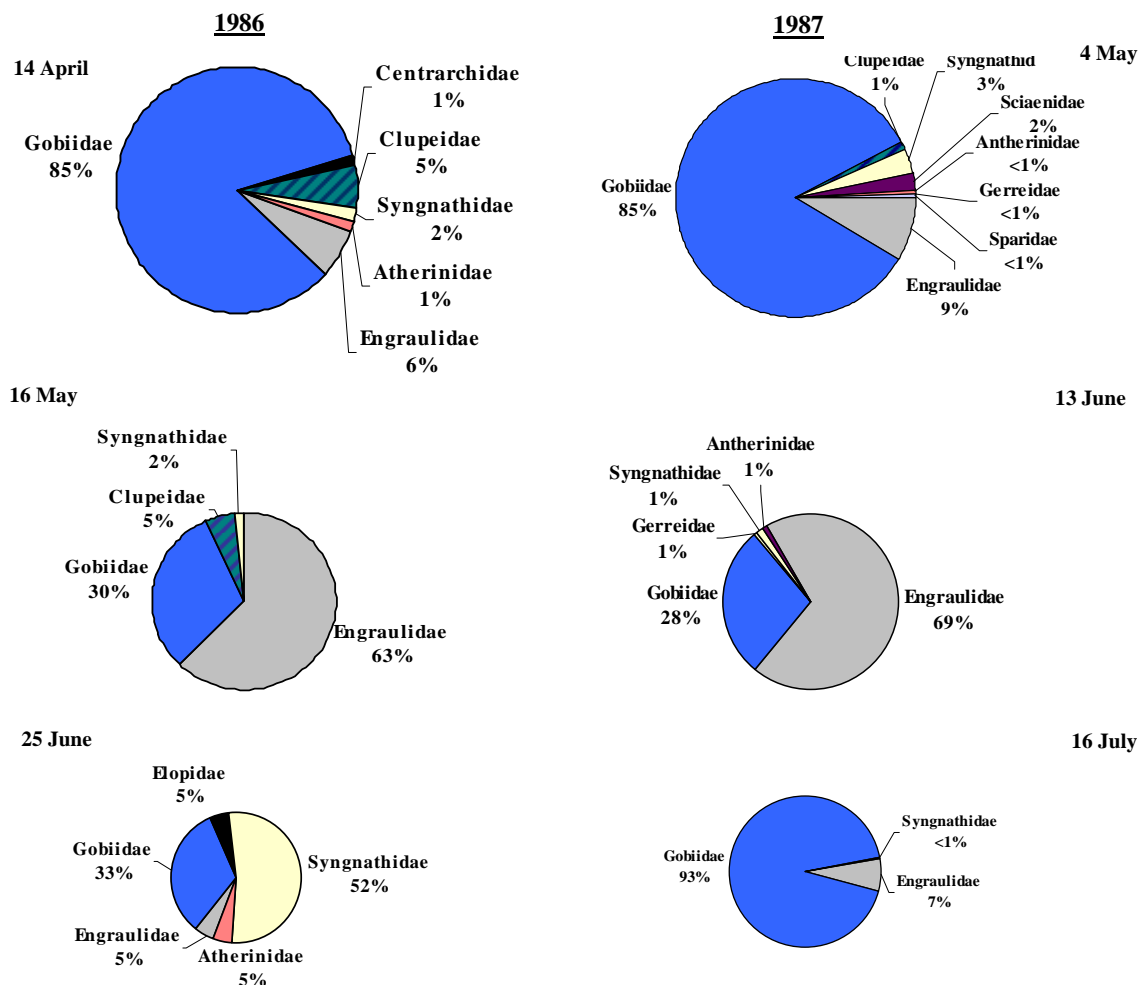 1986
14 April
Centrarchidae
1%
Clupeidae
5%
Syngnathidae
2%
Atherinidae
1%
Engraulidae
6%
Gobiidae
85%
16 May
Syngnathidae
2%
Clupeidae
5%
Gobiidae
30%
Engraulidae
63%
25 June
Elopidae
5%
Gobiidae
33%
Syngnathidae
52%
Engraulidae
5%
Atherinidae
5%
1987
4 May
Clupeidae
1%
Syngnathid
3%
Sciaenidae
2%
Antherinidae
<1%
Gerreidae
<1%
Sparidae
<1%
Engraulidae
9%
Gobiidae
85%
13 June
Antherinidae
1%
Syngnathidae
1%
Gerreidae
1%
Gobiidae
28%
Engraulidae
69%
16 July
Syngnathidae
<1%
Gobiidae
93%
Engraulidae
7%